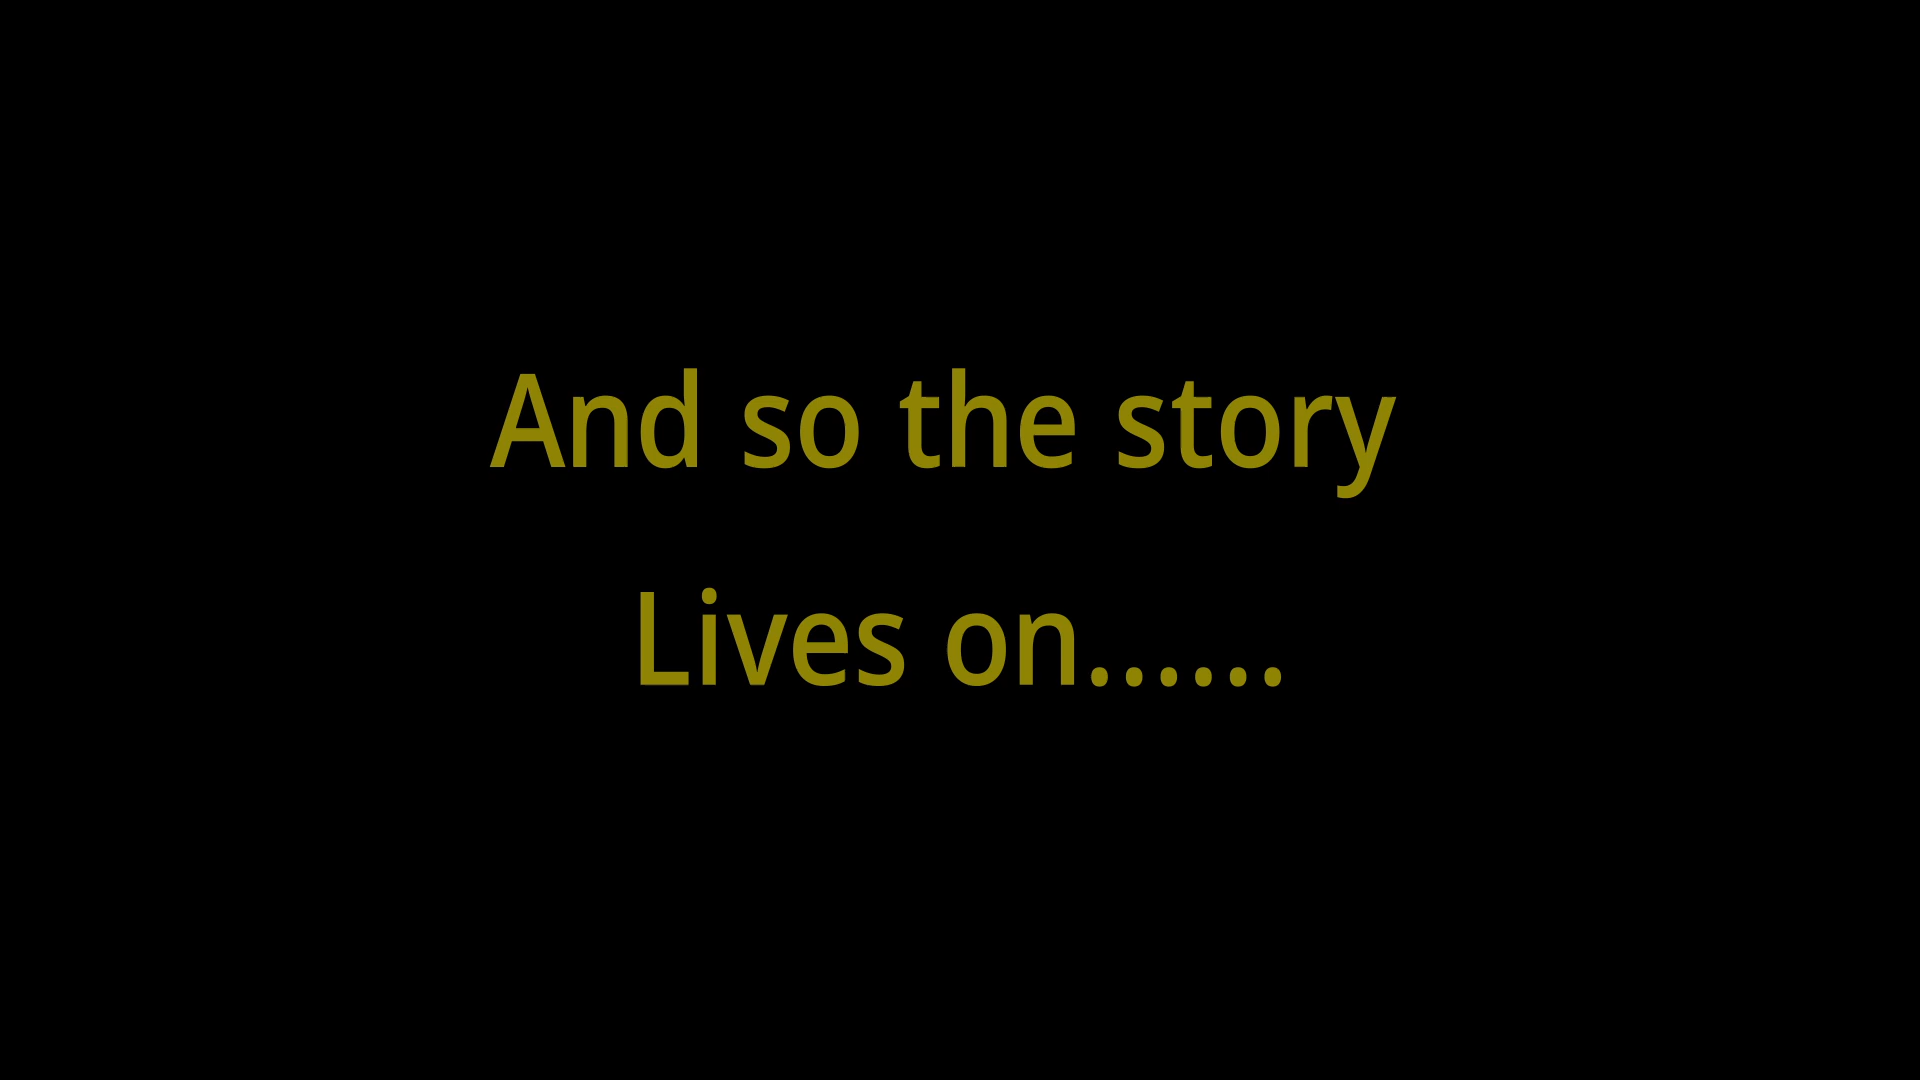 And so the story
Lives on......